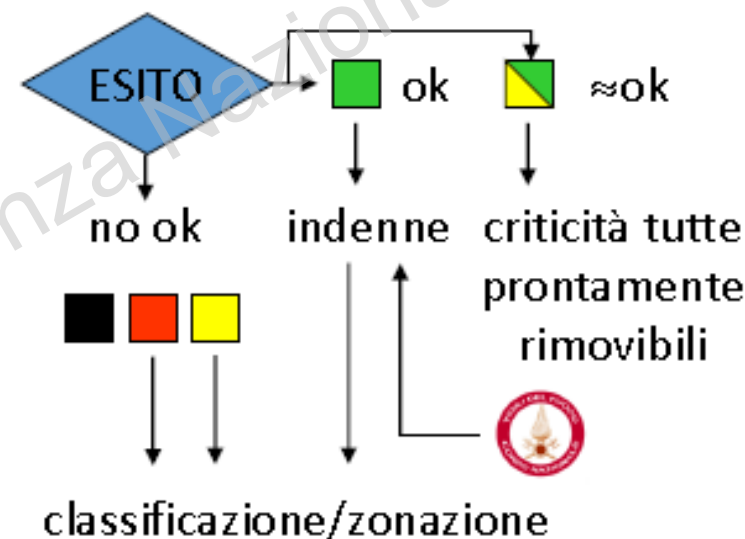 ESITO
ok
≈ok
no ok
indenne
criticità tutte
prontamente
rimovibili
classificazione/zonazione